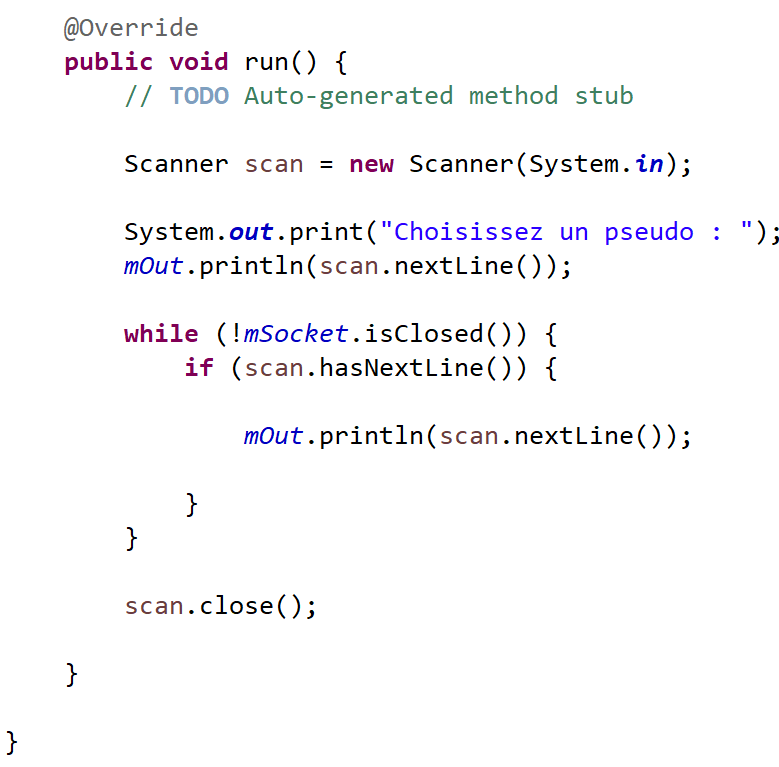 @Override
public void run() {
// TODO Auto-generated method stub
Scanner scan = new Scanner(System.in);
System.out.print("Choisissez un pseudo : ");
mOut.println(scan.nextLine());
while (!mSocket.isClosed()) {
if (scan.hasNextLine()) {
mOut.println(scan.nextLine());
}
}
scan.close();
}
}